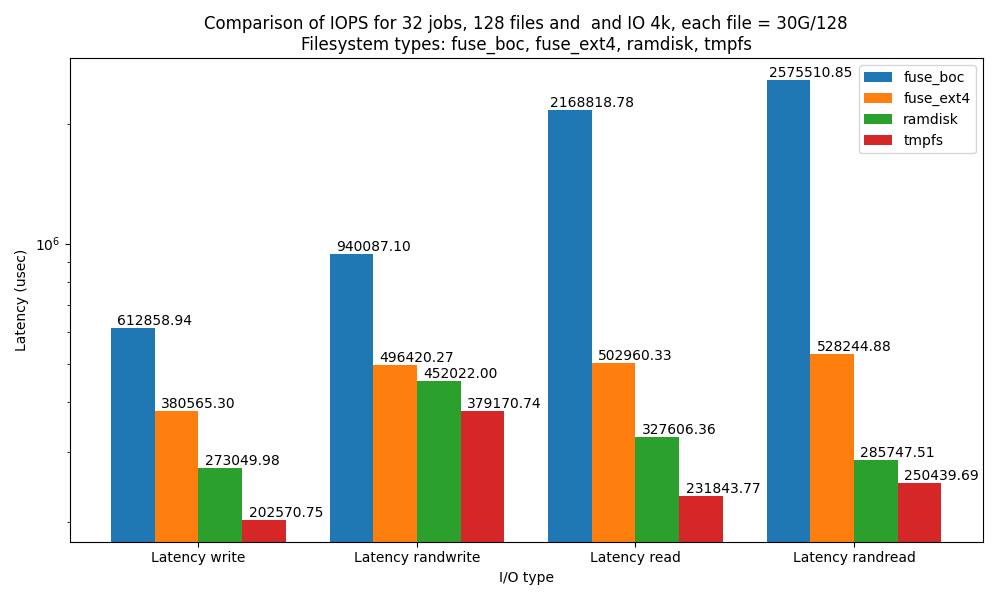 Comparison of IOPS for 32 jobs, 128 files and  and IO 4k, each file = 30G/128
Filesystem types: fuse_boc, fuse_ext4, ramdisk, tmpfs
fuse_boc
fuse_ext4
ramdisk
tmpfs
Latency (usec)
10⁶
612858.94
380565.30
273049.98
202570.75
940087.10
496420.27
452022.00
379170.74
2168818.78
502960.33
327606.36
231843.77
2575510.85
528244.88
285747.51
250439.69
Latency write
Latency randwrite
Latency read
Latency randread
I/O type